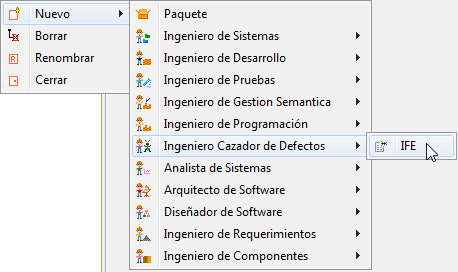 Nuevo
Borrar
Renombrar
Cerrar
Paquete
Ingeniero de Sistemas
Ingeniero de Desarrollo
Ingeniero de Pruebas
Ingeniero de Gestion Semantica
Ingeniero de Programación
Ingeniero Cazador de Defectos
IFE
Analista de Sistemas
Arquitecto de Software
Diseñador de Software
Ingeniero de Requerimientos
Ingeniero de Componentes